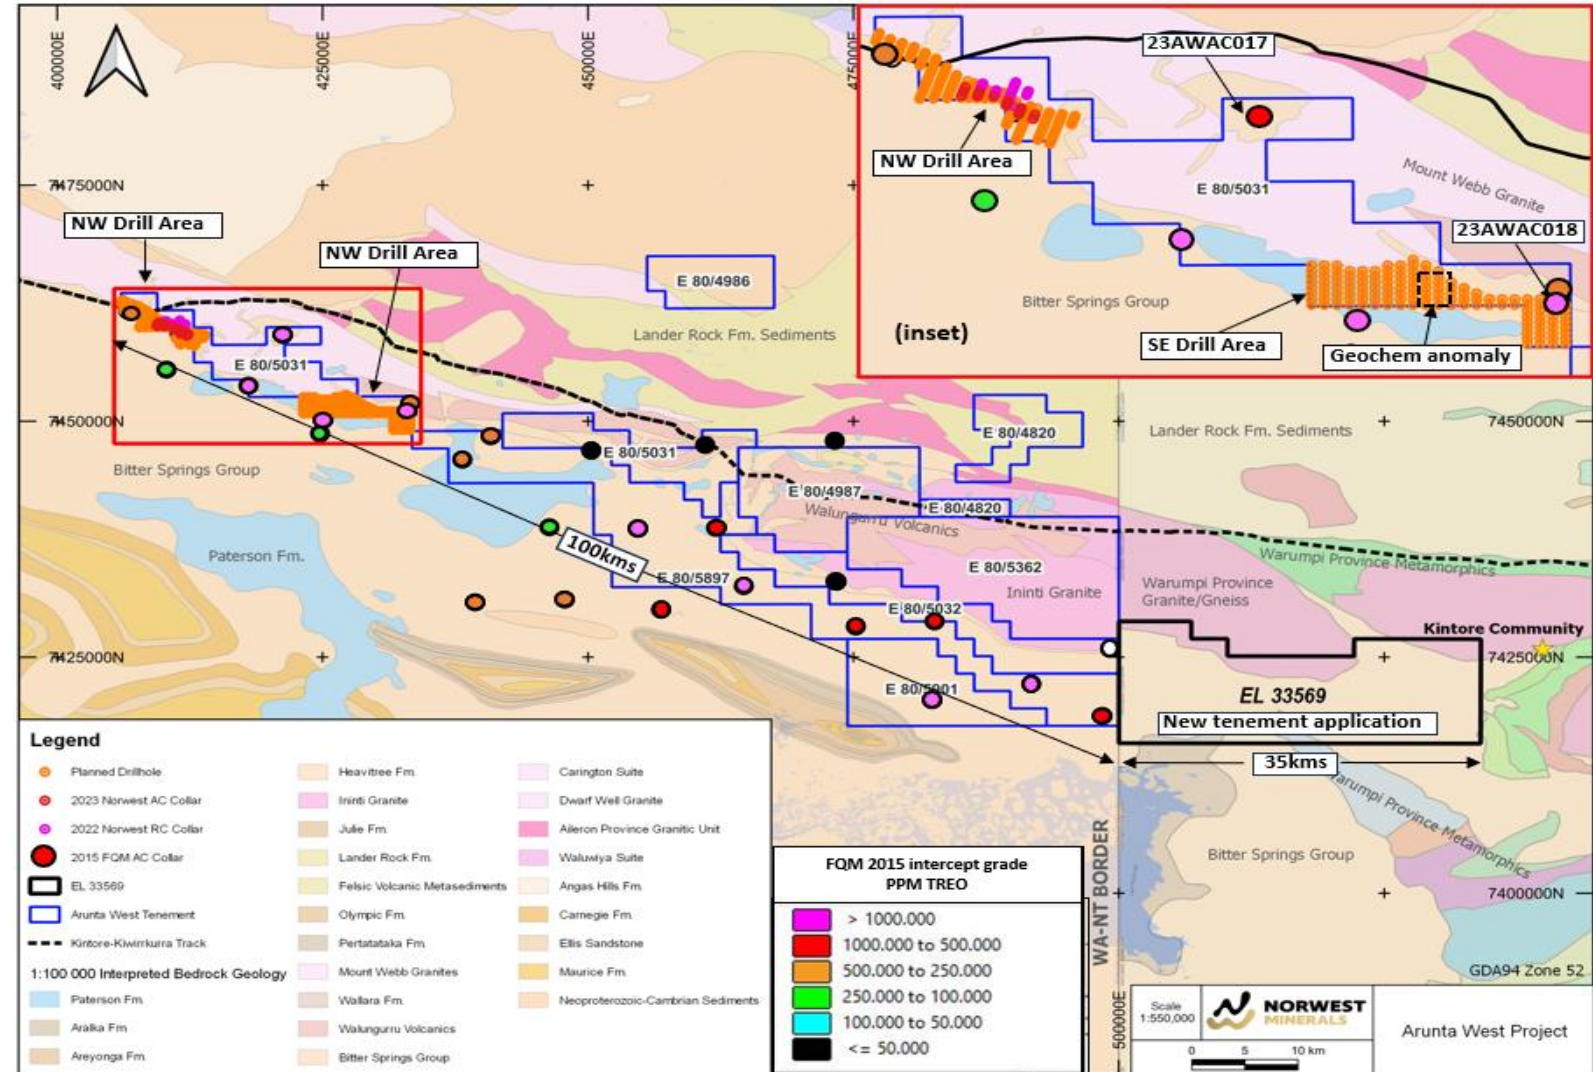 400000E
425000E
450000E
475000E
23AWAC017
NW Drill Area
E 80/5031
Mount Webb Granite
23AWAC018
Bitter Springs Group
(inset)
SE Drill Area
Geochem anomaly
7475000N
NW Drill Area
NW Drill Area
E 80/4986
Lander Rock Fm. Sediments
E 80/5031
7450000N
7450000N
E 80/4820
Lander Rock Fm. Sediments
Bitter Springs Group
E 80/5031
E 80/4987
E 80/4820
Walungurru Volcanics
Paterson Fm.
100kms
Warumpi Province Metamorphics
E 80/5897
E 80/5362
Ininti Granite
Warumpi Province
Granite/Gneiss
E 80/5032
Kintore Community
7425000N
7425000N
E 80/5001
EL 33569
New tenement application
35kms
Warumpi Province Metamorphics
Bitter Springs Group
WA-NT BORDER
7400000N
GDA94 Zone 52
500000E
Legend
Planned Drillhole
2023 Norwest AC Collar
2022 Norwest RC Collar
2015 FQM AC Collar
EL 33569
Arunta West Tenement
Kintore-Kiwirrkurra Track
1:100 000 Interpreted Bedrock Geology
Paterson Fm.
Aralka Fm.
Areyonga Fm.
Heavitree Fm.
Ininti Granite
Julie Fm.
Lander Rock Fm.
Felsic Volcanic Metasediments
Olympic Fm.
Pertatataka Fm.
Mount Webb Granites
Wallara Fm.
Walungurru Volcanics
Bitter Springs Group
Carington Suite
Dwarf Well Granite
Aileron Province Granitic Unit
Waluwiya Suite
Angas Hills Fm.
Carnegie Fm.
Ellis Sandstone
Maurice Fm.
Neoproterozoic-Cambrian Sediments
FQM 2015 intercept grade
PPM TREO
> 1000.000
1000.000 to 500.000
500.000 to 250.000
250.000 to 100.000
100.000 to 50.000
<= 50.000
Scale
1:550,000
NORWEST
MINERALS
0 5 10 km
Arunta West Project